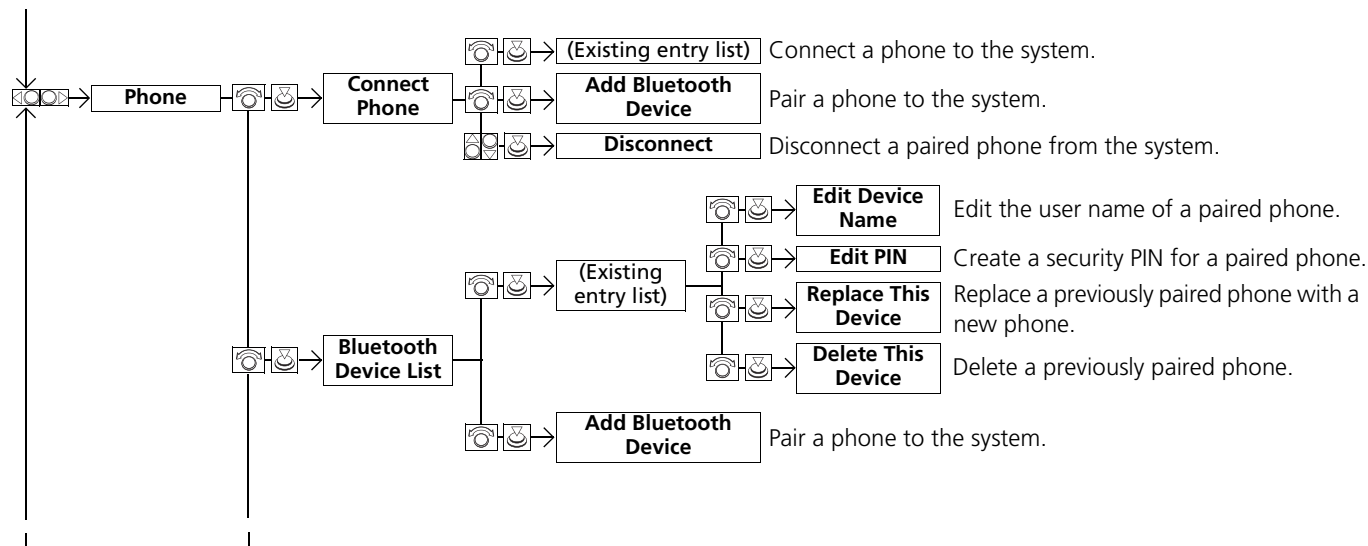 (Existing entry list) Connect a phone to the system.
Phone
Connect
Phone
Add Bluetooth
Device
Pair a phone to the system.
Disconnect
Disconnect a paired phone from the system.
Edit Device
Name
Edit the user name of a paired phone.
(Existing
entry list)
Edit PIN
Create a security PIN for a paired phone.
Replace This
Device
Replace a previously paired phone with a
new phone.
Bluetooth
Device List
Delete This
Device
Delete a previously paired phone.
Add Bluetooth
Device
Pair a phone to the system.